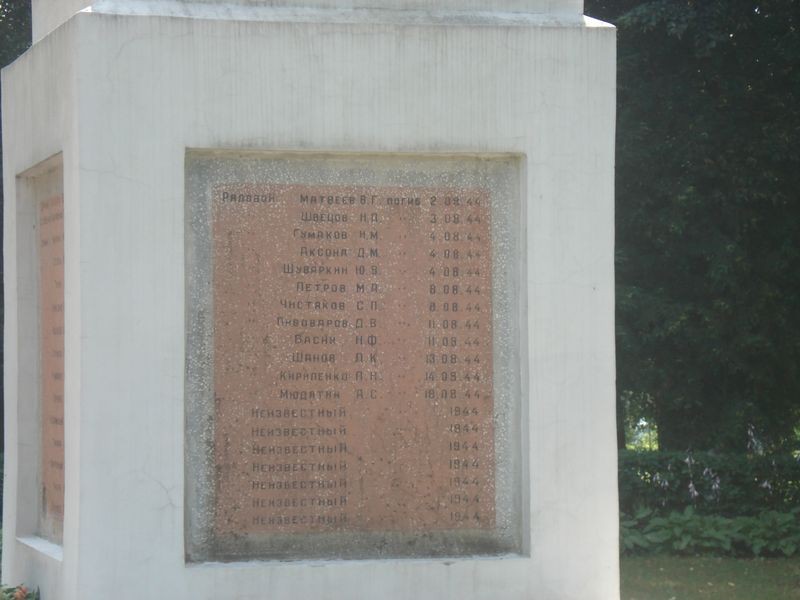 Рядовой Матвеев В.Г. погиб 2.08.44
Швецов Н.Д. " 3.08.44
" Гумаков Н.М. " 4.08.44
Аксона Д.М. " 4.08.44
Шуваркин Ю.В. " 4.08.44
Петров М.А. " 8.08.44
" Чистяков С.П. " 8.08.44
" Пивоваров Д.В. " 11.08.44
Васик Н.Ф. " 11.08.44
Шанов Л.К. " 13.08.44
Кириленко П.Н. " 14.08.44
Мюдятин А.С. " 18.08.44
Неизвестный " 1944
Неизвестный " 1944
Неизвестный " 1944
Неизвестный " 1944
Неизвестный " 1944
Неизвестный " 1944
Неизвестный 1944